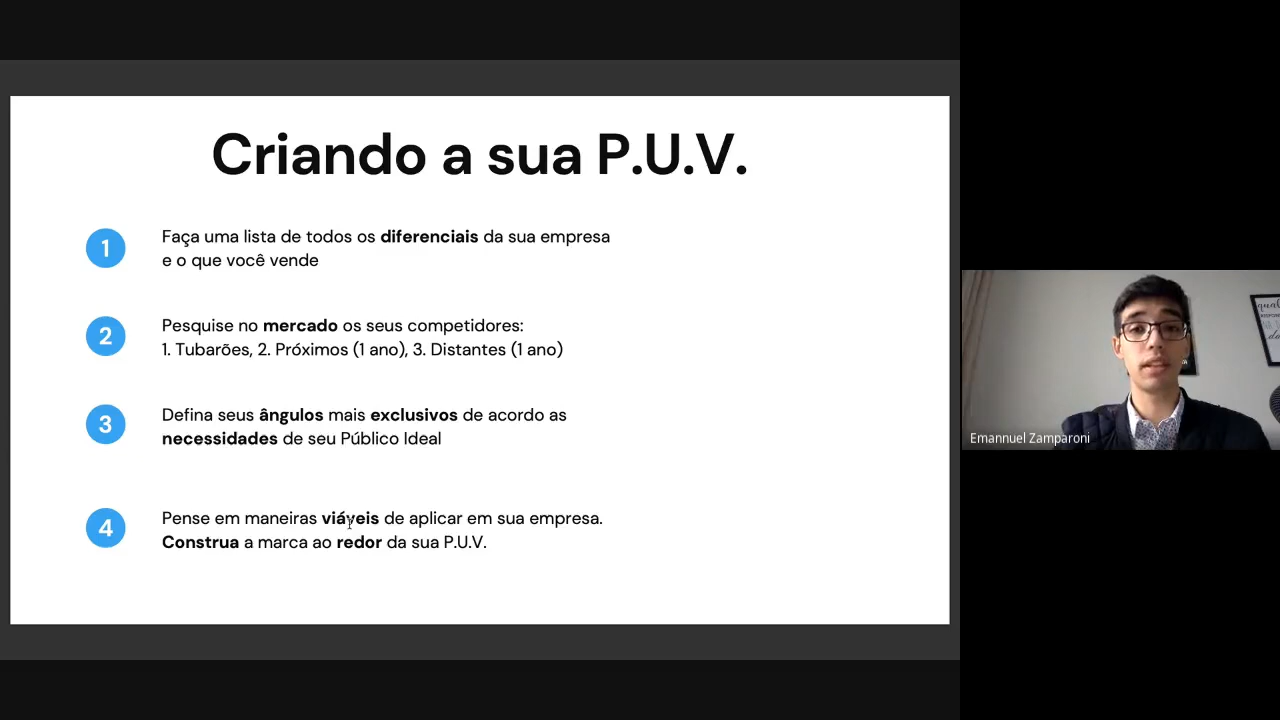 Criando a sua P.U.V.
1
Faça uma lista de todos os diferenciais da sua empresa
e o que você vende
2
Pesquise no mercado os seus competidores:
1. Tubarões, 2. Próximos (1 ano), 3. Distantes (1 ano)
3
Defina seus ângulos mais exclusivos de acordo as
necessidades de seu Público Ideal
4
Pense em maneiras viáveis de aplicar em sua empresa.
Construa a marca ao redor da sua P.U.V.
Emannuel Zamparoni